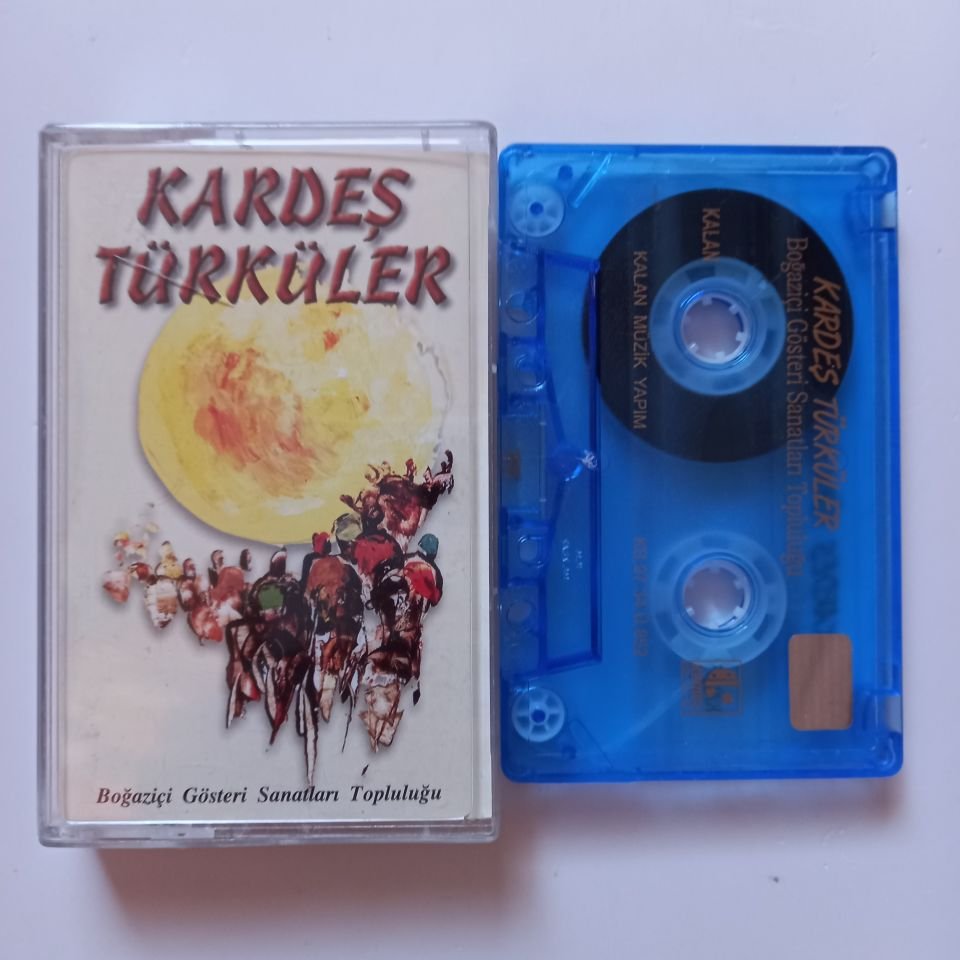 KARDEŞ
TÜRKÜLER
Boğaziçi Gösteri Sanatları Topluluğu
KARDEŞ TÜRKÜLER
Boğaziçi Gösteri Sanatları Topluluğu
KALAN
KALAN MÜZİK YAPIM